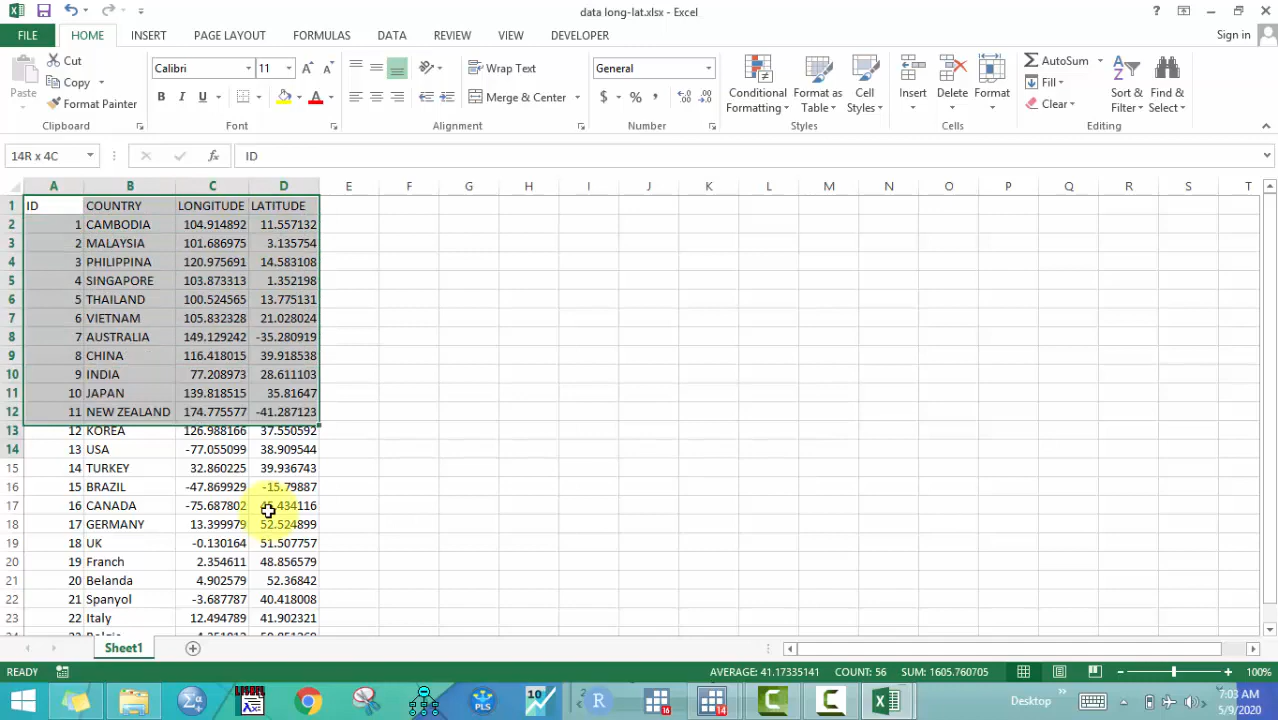 data long-lat.xlsx - Excel
FILE HOME INSERT PAGE LAYOUT FORMULAS DATA REVIEW VIEW DEVELOPER Sign in
Paste
Cut
Copy
Format Painter
Clipboard
Calibri 11
B I U
Font
Wrap Text
Merge & Center
Alignment
General
$ % ,
Number
Conditional Formatting
Format as Table
Cell Styles
Styles
Insert Delete Format
Cells
AutoSum
Fill
Clear
Sort & Filter
Find & Select
Editing
14R x 4C fx ID
A B C D E F G H I J K L M N O P Q R S T
1 ID COUNTRY LONGITUDE LATITUDE
2 1 CAMBODIA 104.914892 11.557132
3 2 MALAYSIA 101.686975 3.135754
4 3 PHILIPPINA 120.975691 14.583108
5 4 SINGAPORE 103.873313 1.352198
6 5 THAILAND 100.524565 13.775131
7 6 VIETNAM 105.832328 21.028024
8 7 AUSTRALIA 149.129242 -35.280919
9 8 CHINA 116.418015 39.918538
10 9 INDIA 77.208973 28.611103
11 10 JAPAN 139.818515 35.81647
12 11 NEW ZEALAND 174.775577 -41.287123
13 12 KOREA 126.988166 37.550592
14 13 USA -77.055099 38.909544
15 14 TURKEY 32.860225 39.936743
16 15 BRAZIL -47.869929 -15.79887
17 16 CANADA -75.687802 45.434116
18 17 GERMANY 13.399979 52.524899
19 18 UK -0.130164 51.507757
20 19 Franch 2.354611 48.856579
21 20 Belanda 4.902579 52.36842
22 21 Spanyol -3.687787 40.418008
23 22 Italy 12.494789 41.902321
Sheet1
READY AVERAGE: 41.17335141 COUNT: 56 SUM: 1605.760705 100%
LISREL
PLS
10
R
16
14
Desktop
7:03 AM
5/9/2020